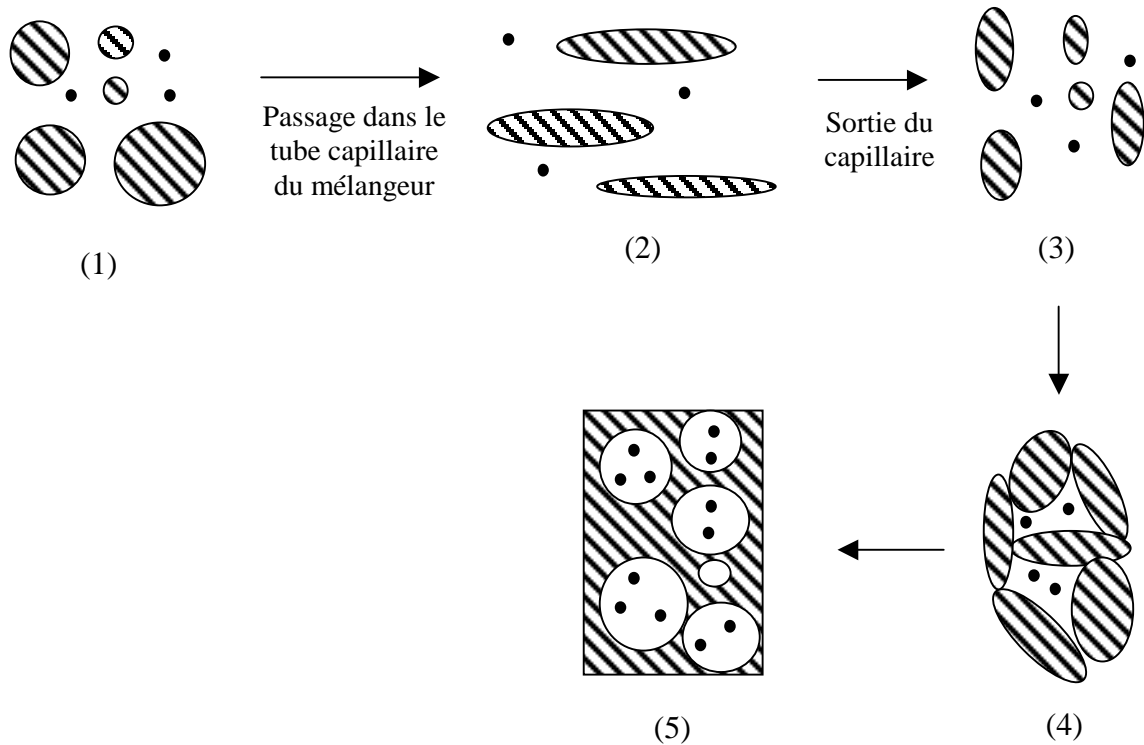 Passage dans le
tube capillaire
du mélangeur
Sortie du
capillaire
(1)
(2)
(3)
(5)
(4)